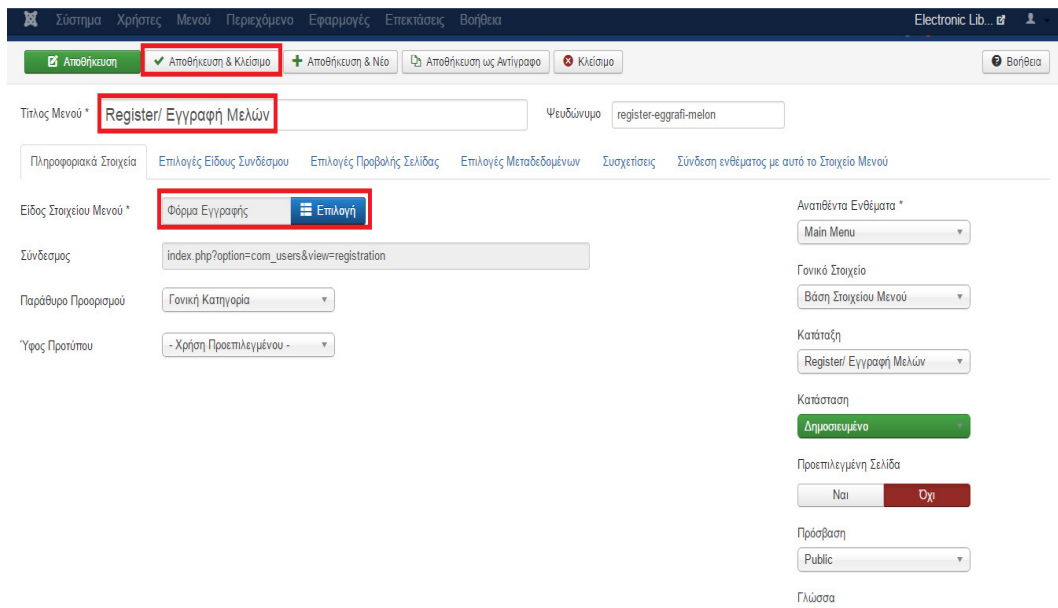 Σύστημα Χρήστες Μενού Περιεχόμενο Εφαρμογές Επεκτάσεις Βοήθεια Electronic Lib...
Αποθήκευση Αποθήκευση & Κλείσιμο Αποθήκευση & Νέο Αποθήκευση ως Αντίγραφο Κλείσιμο Βοήθεια
Τίτλος Μενού * Register/ Εγγραφή Μελών Ψευδώνυμο register-eggrafi-melon
Πληροφοριακά Στοιχεία Επιλογές Είδους Συνδέσμου Επιλογές Προβολής Σελίδας Επιλογές Μεταδεδομένων Συσχετίσεις Σύνδεση ενθέματος με αυτό το Στοιχείο Μενού
Είδος Στοιχείου Μενού * Φόρμα Εγγραφής Επιλογή
Σύνδεσμος index.php?option=com_users&view=registration
Παράθυρο Προορισμού Γονική Κατηγορία
Ύφος Προτύπου - Χρήση Προεπιλεγμένου -
Ανατιθέντα Ενθέματα *
Main Menu
Γονικό Στοιχείο
Βάση Στοιχείου Μενού
Κατάταξη
Register/ Εγγραφή Μελών
Κατάσταση
Δημοσιευμένο
Προεπιλεγμένη Σελίδα
Ναι Όχι
Πρόσβαση
Public
Γλώσσα